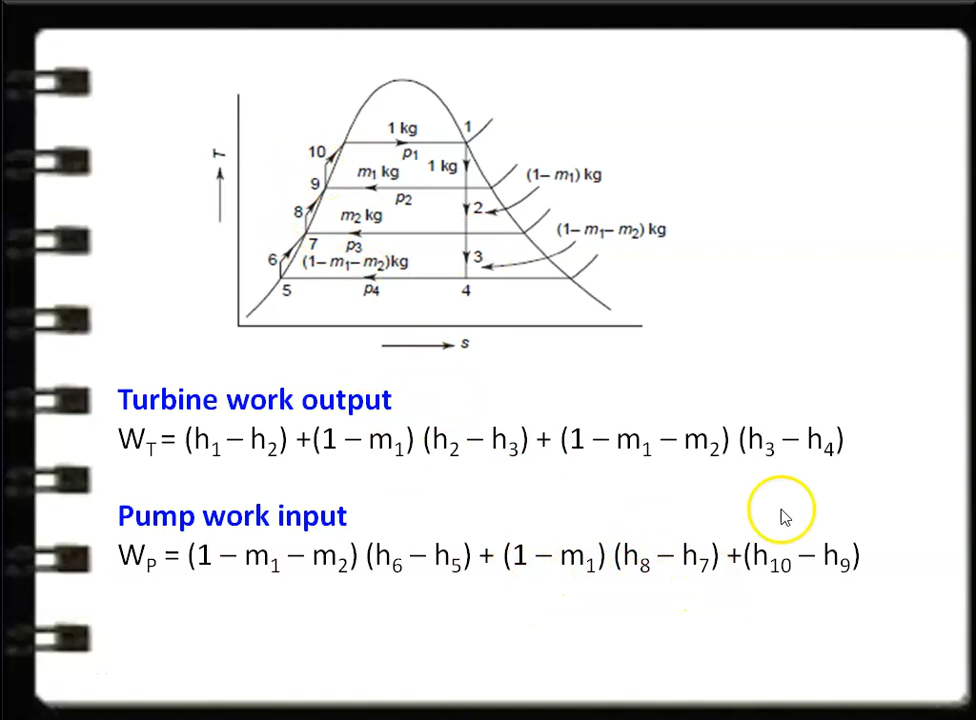 T
1 kg
1
10
p₁
m₁ kg
1 kg
(1– m₁) kg
9
p₂
8
m₂ kg
2
(1– m₁– m₂) kg
7
p₃
6
(1– m₁– m₂)kg
3
5
p₄
4
s
Turbine work output
W_T = (h₁ – h₂) +(1 – m₁) (h₂ – h₃) + (1 – m₁ – m₂) (h₃ – h₄)
Pump work input
W_P = (1 – m₁ – m₂) (h₆ – h₅) + (1 – m₁) (h₈ – h₇) +(h₁₀ – h₉)